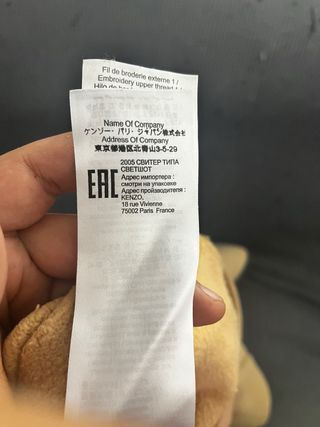 Fil de broderie externe 1 /
Embroidery upper thread 1 /
Hilo de
Name Of Company
ケンゾー・パリ・ジャパン株式会社
Address Of Company
東京都港区北青山3-5-29
EAC
2005 СВИТЕР ТИПА
СВЕТШОТ
Адрес импортера :
смотри на упаковке
Адрес производителя :
KENZO,
18 rue Vivienne
75002 Paris France